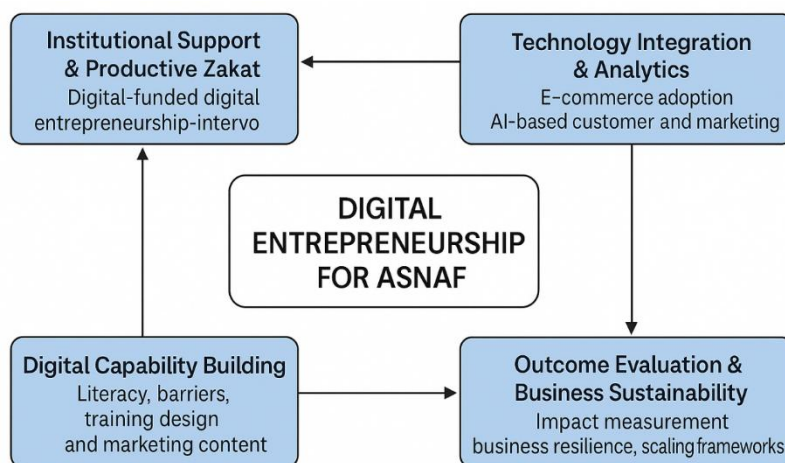 Institutional Support
& Productive Zakat
Digital-funded digital
entrepreneurship-intervo
Technology Integration
& Analytics
E-commerce adoption
AI-based customer and marketing
DIGITAL
ENTREPRENEURSHIP
FOR ASNAF
Digital Capability Building
Literacy, barriers,
training design
and marketing content
Outcome Evaluation &
Business Sustainability
Impact measurement
business resilience, scaling frameworks